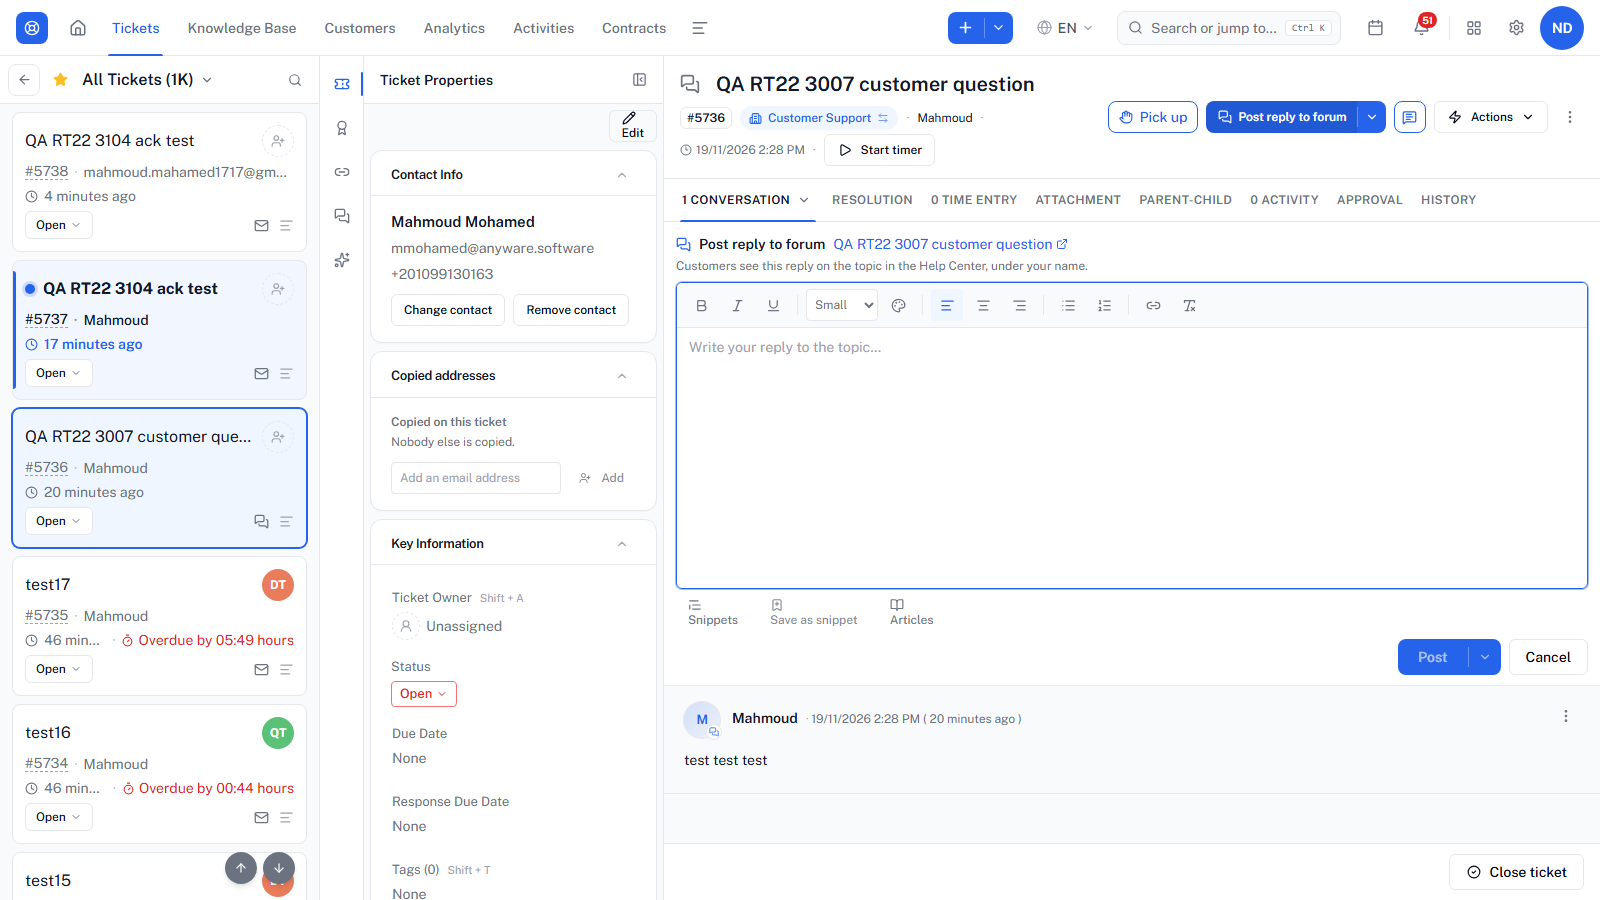 Tickets
Knowledge Base
Customers
Analytics
Activities
Contracts
EN
Search or jump to...
Ctrl K
51
ND
All Tickets (1K)
QA RT22 3104 ack test
#5738 · mahmoud.mahamed1717@gm...
4 minutes ago
Open
QA RT22 3104 ack test
#5737 · Mahmoud
17 minutes ago
Open
QA RT22 3007 customer que...
#5736 · Mahmoud
20 minutes ago
Open
test17
DT
#5735 · Mahmoud
46 min... · Overdue by 05:49 hours
Open
test16
QT
#5734 · Mahmoud
46 min... · Overdue by 00:44 hours
Open
test15
Ticket Properties
Edit
Contact Info
Mahmoud Mohamed
mmohamed@anyware.software
+201099130163
Change contact
Remove contact
Copied addresses
Copied on this ticket
Nobody else is copied.
Add an email address
Add
Key Information
Ticket Owner Shift + A
Unassigned
Status
Open
Due Date
None
Response Due Date
None
Tags (0) Shift + T
None
QA RT22 3007 customer question
#5736
Customer Support
· Mahmoud ·
19/11/2026 2:28 PM ·
Start timer
Pick up
Post reply to forum
Actions
1 CONVERSATION
RESOLUTION
0 TIME ENTRY
ATTACHMENT
PARENT-CHILD
0 ACTIVITY
APPROVAL
HISTORY
Post reply to forum QA RT22 3007 customer question
Customers see this reply on the topic in the Help Center, under your name.
B I U
Small
Write your reply to the topic...
Snippets
Save as snippet
Articles
Post
Cancel
M
Mahmoud · 19/11/2026 2:28 PM ( 20 minutes ago )
test test test
Close ticket